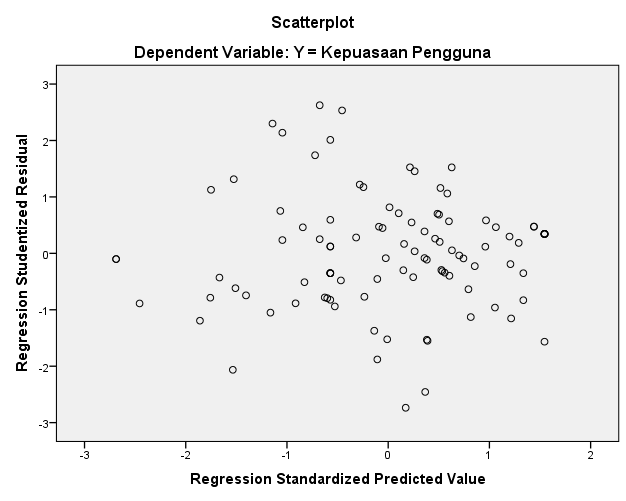 Scatterplot
Dependent Variable: Y = Kepuasaan Pengguna
Regression Studentized Residual
3
2
1
0
-1
-2
-3
-3 -2 -1 0 1 2
Regression Standardized Predicted Value